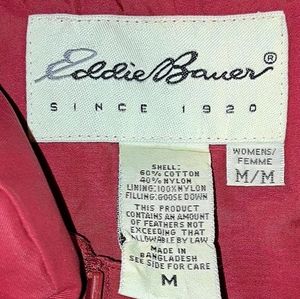 Eddie Bauer®
SINCE 1920
WOMENS/
FEMME
M/M
SHELL:
60% COTTON
40% NYLON
LINING:100% NYLON
FILLING:GOOSE DOWN
THIS PRODUCT
CONTAINS AN AMOUNT
OF FEATHERS NOT
EXCEEDING THAT
ALLOWABLE BY LAW
MADE IN
BANGLADESH
SEE SIDE FOR CARE
M